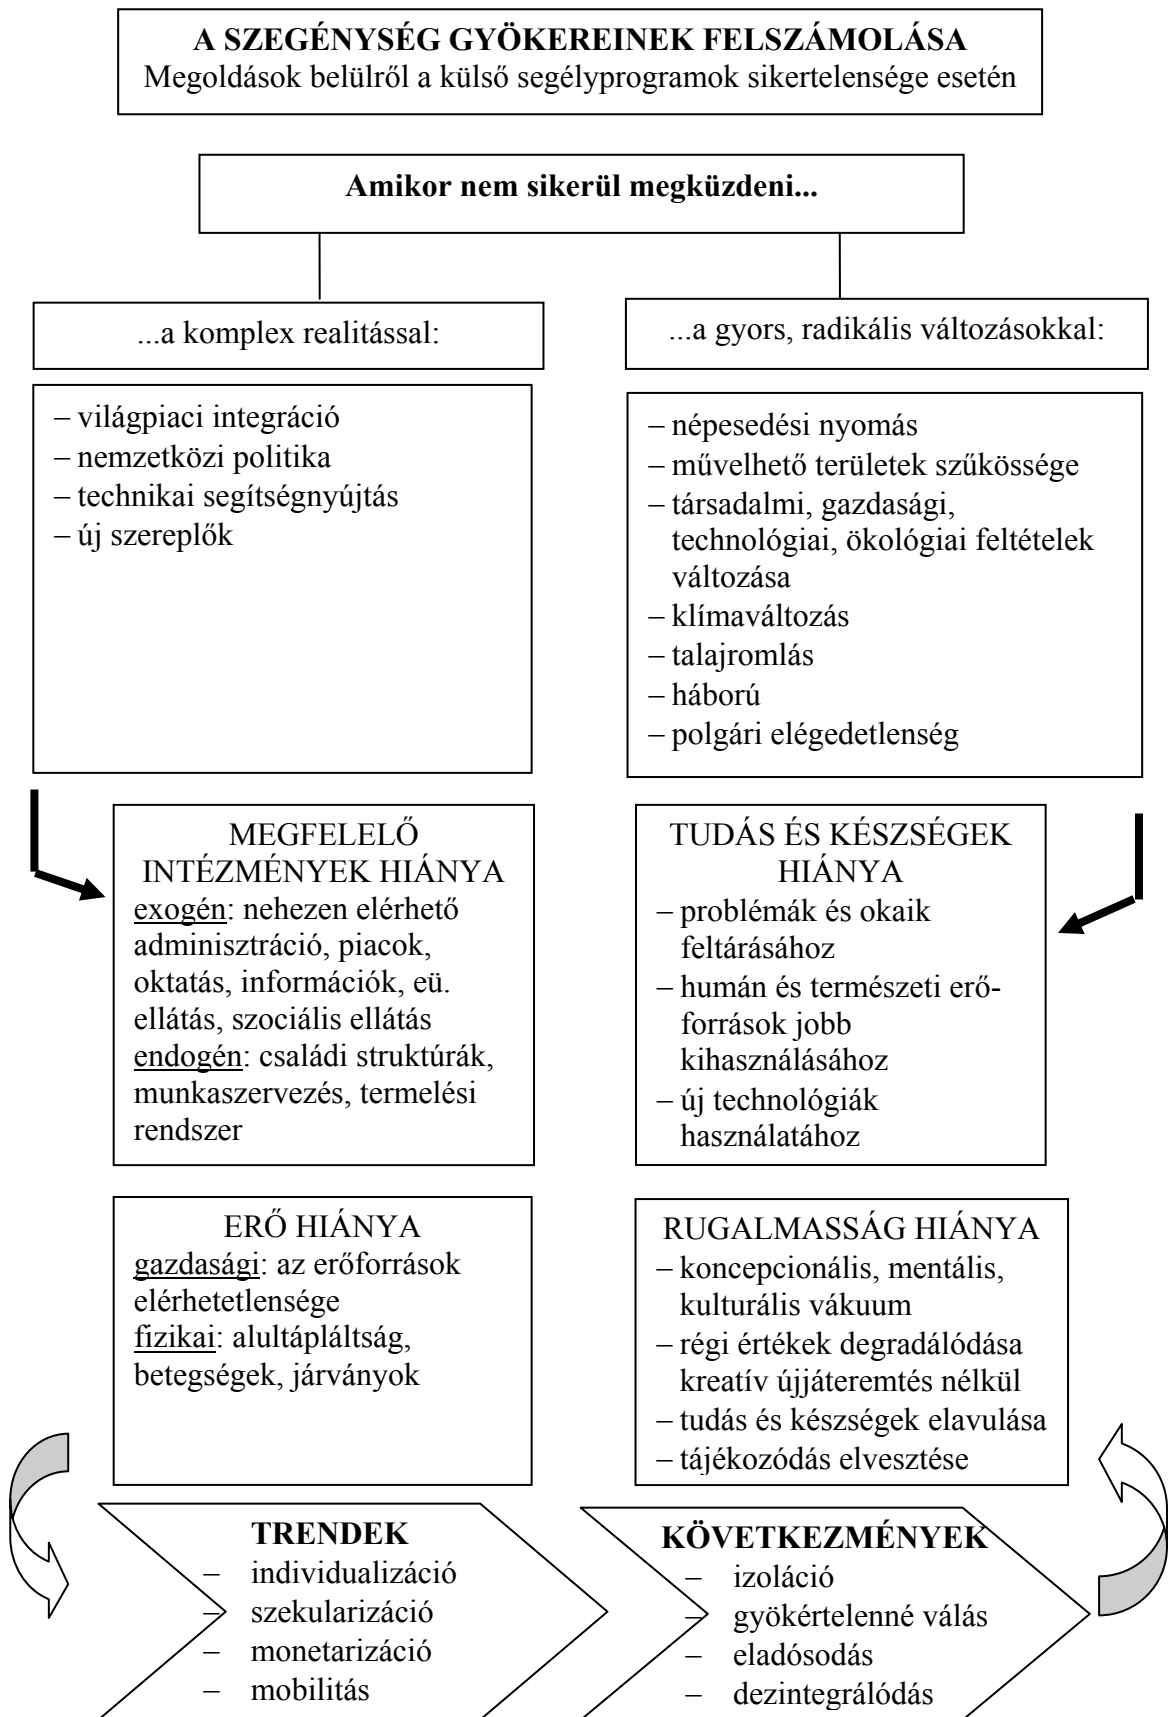 A SZEGÉNYSÉG GYÖKEREINEK FELSZÁMOLÁSA
Megoldások belülről a külső segélyprogramok sikertelensége esetén
Amikor nem sikerül megküzdeni...
...a komplex realitással:
– világpiaci integráció
– nemzetközi politika
– technikai segítségnyújtás
– új szereplők
...a gyors, radikális változásokkal:
– népesedési nyomás
– művelhető területek szűkössége
– társadalmi, gazdasági,
technológiai, ökológiai feltételek
változása
– klímaváltozás
– talajromlás
– háború
– polgári elégedetlenség
MEGFELELŐ
INTÉZMÉNYEK HIÁNYA
exogén: nehezen elérhető
adminisztráció, piacok,
oktatás, információk, eü.
ellátás, szociális ellátás
endogén: családi struktúrák,
munkaszervezés, termelési
rendszer
TUDÁS ÉS KÉSZSÉGEK
HIÁNYA
– problémák és okaik
feltárásához
– humán és természeti erő-
források jobb
kihasználásához
– új technológiák
használatához
ERŐ HIÁNYA
gazdasági: az erőforrások
elérhetetlensége
fizikai: alultápláltság,
betegségek, járványok
RUGALMASSÁG HIÁNYA
– koncepcionális, mentális,
kulturális vákuum
– régi értékek degradálódása
kreatív újjáteremtés nélkül
– tudás és készségek elavulása
– tájékozódás elvesztése
TRENDEK
– individualizáció
– szekularizáció
– monetarizáció
– mobilitás
KÖVETKEZMÉNYEK
– izoláció
– gyökértelenné válás
– eladósodás
– dezintegrálódás